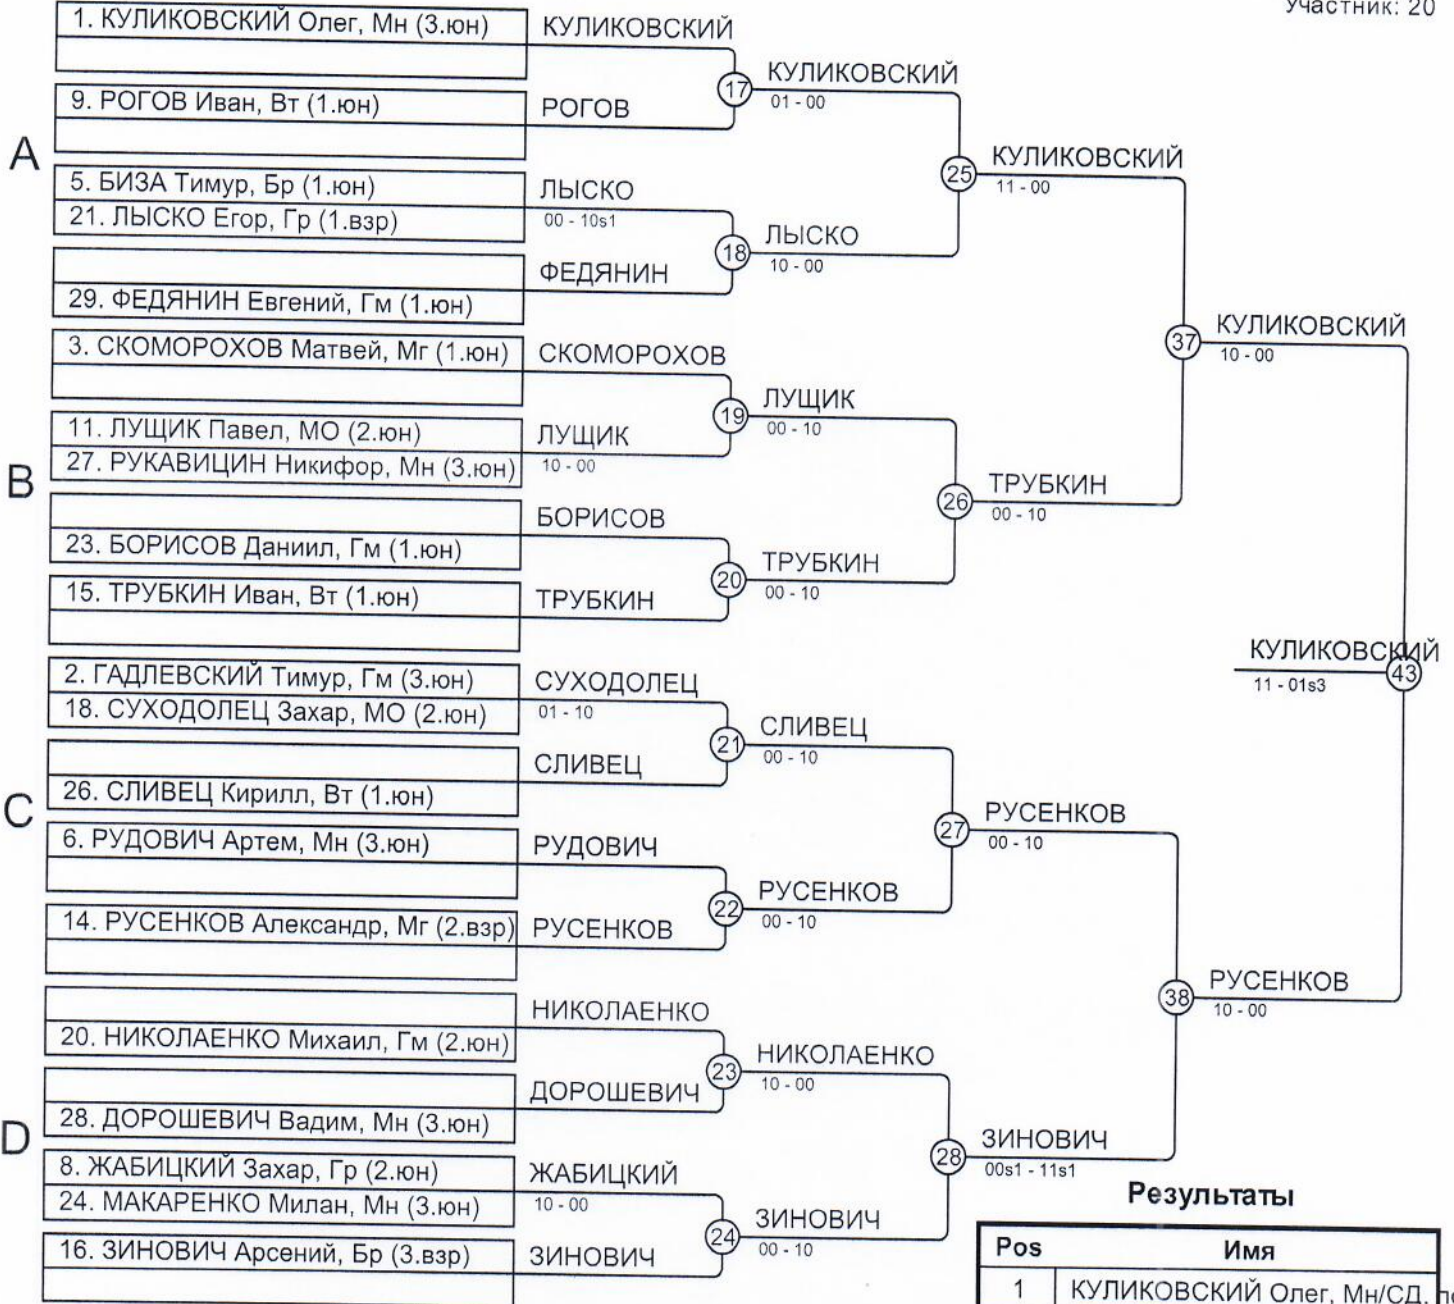 Участник: 20
1. КУЛИКОВСКИЙ Олег, Мн (3.юн)
КУЛИКОВСКИЙ
17
КУЛИКОВСКИЙ
01 - 00
9. РОГОВ Иван, Вт (1.юн)
РОГОВ
A
25
КУЛИКОВСКИЙ
11 - 00
5. БИЗА Тимур, Бр (1.юн)
21. ЛЫСКО Егор, Гр (1.взр)
ЛЫСКО
00 - 10s1
18
ЛЫСКО
10 - 00
ФЕДЯНИН
29. ФЕДЯНИН Евгений, Гм (1.юн)
37
КУЛИКОВСКИЙ
10 - 00
3. СКОМОРОХОВ Матвей, Мг (1.юн)
СКОМОРОХОВ
19
ЛУЩИК
00 - 10
11. ЛУЩИК Павел, МО (2.юн)
27. РУКАВИЦИН Никифор, Мн (3.юн)
ЛУЩИК
10 - 00
B
26
ТРУБКИН
00 - 10
БОРИСОВ
23. БОРИСОВ Даниил, Гм (1.юн)
20
ТРУБКИН
00 - 10
15. ТРУБКИН Иван, Вт (1.юн)
ТРУБКИН
КУЛИКОВСКИЙ
43
11 - 01s3
2. ГАДЛЕВСКИЙ Тимур, Гм (3.юн)
18. СУХОДОЛЕЦ Захар, МО (2.юн)
СУХОДОЛЕЦ
01 - 10
21
СЛИВЕЦ
00 - 10
СЛИВЕЦ
26. СЛИВЕЦ Кирилл, Вт (1.юн)
C
27
РУСЕНКОВ
00 - 10
6. РУДОВИЧ Артем, Мн (3.юн)
РУДОВИЧ
22
РУСЕНКОВ
00 - 10
14. РУСЕНКОВ Александр, Мг (2.взр)
РУСЕНКОВ
38
РУСЕНКОВ
10 - 00
НИКОЛАЕНКО
20. НИКОЛАЕНКО Михаил, Гм (2.юн)
23
НИКОЛАЕНКО
10 - 00
ДОРОШЕВИЧ
28. ДОРОШЕВИЧ Вадим, Мн (3.юн)
D
28
ЗИНОВИЧ
00s1 - 11s1
8. ЖАБИЦКИЙ Захар, Гр (2.юн)
24. МАКАРЕНКО Милан, Мн (3.юн)
ЖАБИЦКИЙ
10 - 00
24
ЗИНОВИЧ
00 - 10
16. ЗИНОВИЧ Арсений, Бр (3.взр)
ЗИНОВИЧ
Результаты
Pos Имя
1 КУЛИКОВСКИЙ Олег, Мн/СД,